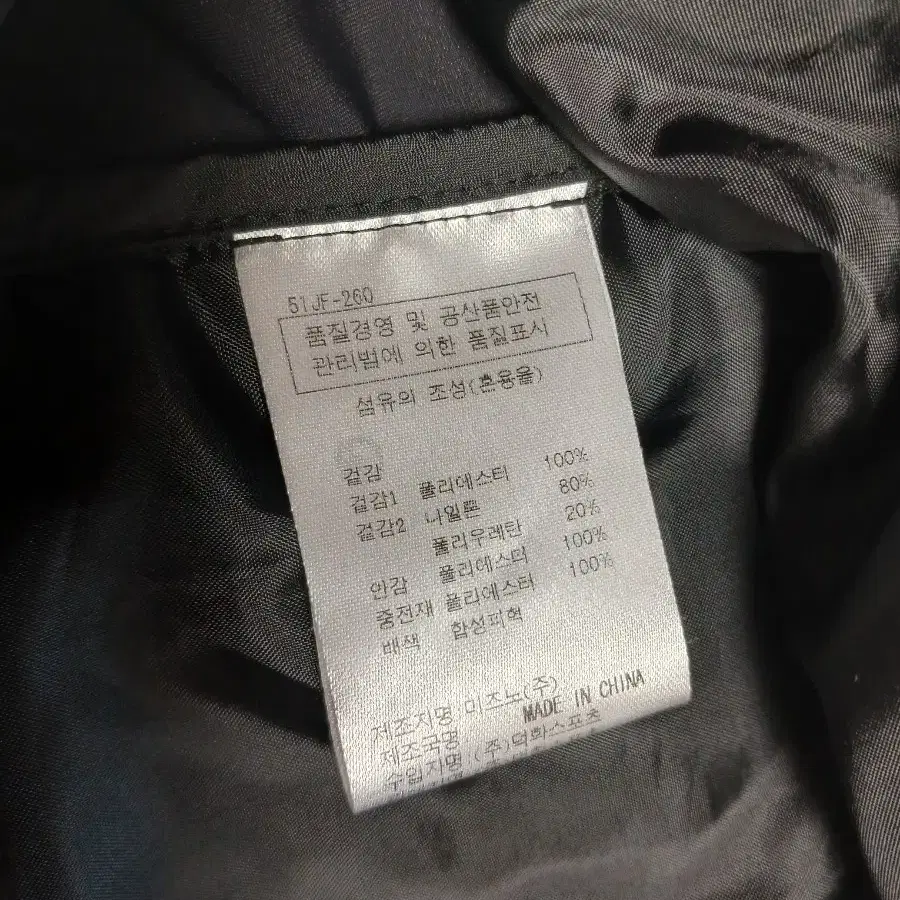 51JF-260
품질경영 및 공산품안전
관리법에 의한 품질표시
섬유의 조성(혼용율)
겉감
겉감1 폴리에스터 100%
겉감2 나일론 80%
폴리우레탄 20%
안감 폴리에스터 100%
중전재 폴리에스터 100%
배색 합성피혁
제조자명 미즈노(주)
제조국명 MADE IN CHINA
수입자명:(주)덕화스포츠